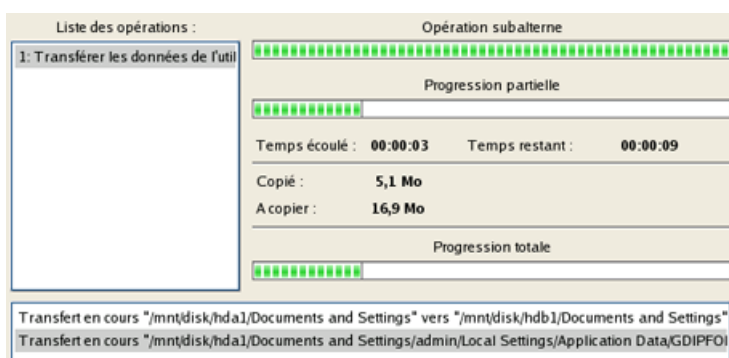 Liste des opérations :
1: Transférer les données de l'util
Opération subalterne
Progression partielle
Temps écoulé : 00:00:03 Temps restant : 00:00:09
Copié : 5,1 Mo
A copier : 16,9 Mo
Progression totale
Transfert en cours "/mnt/disk/hda1/Documents and Settings" vers "/mnt/disk/hdb1/Documents and Settings"
Transfert en cours "/mnt/disk/hda1/Documents and Settings/admin/Local Settings/Application Data/GDIPFO